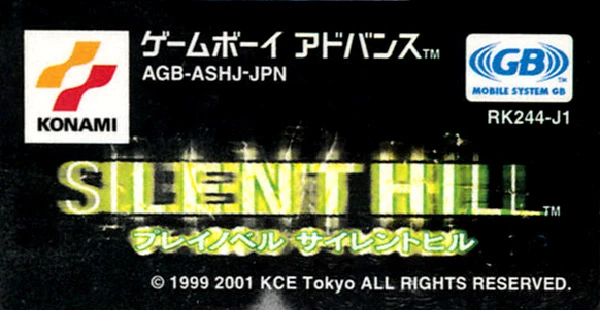 KONAMI
ゲームボーイ アドバンス™
AGB-ASHJ-JPN
GB™
MOBILE SYSTEM GB
RK244-J1
SILENT HILL™
プレイノベル サイレントヒル
© 1999 2001 KCE Tokyo ALL RIGHTS RESERVED.